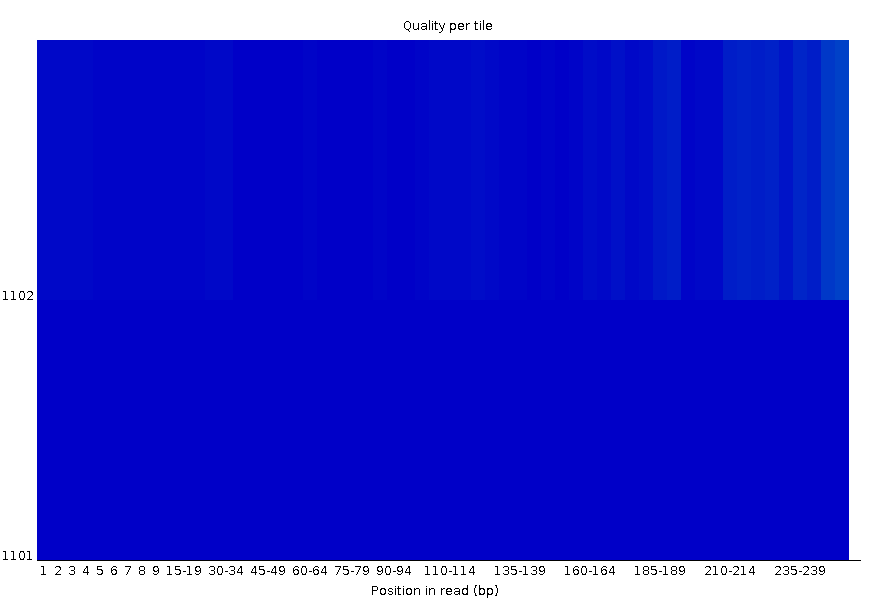 Quality per tile
1102
1101
1 2 3 4 5 6 7 8 9 15-19 30-34 45-49 60-64 75-79 90-94 110-114 135-139 160-164 185-189 210-214 235-239
Position in read (bp)